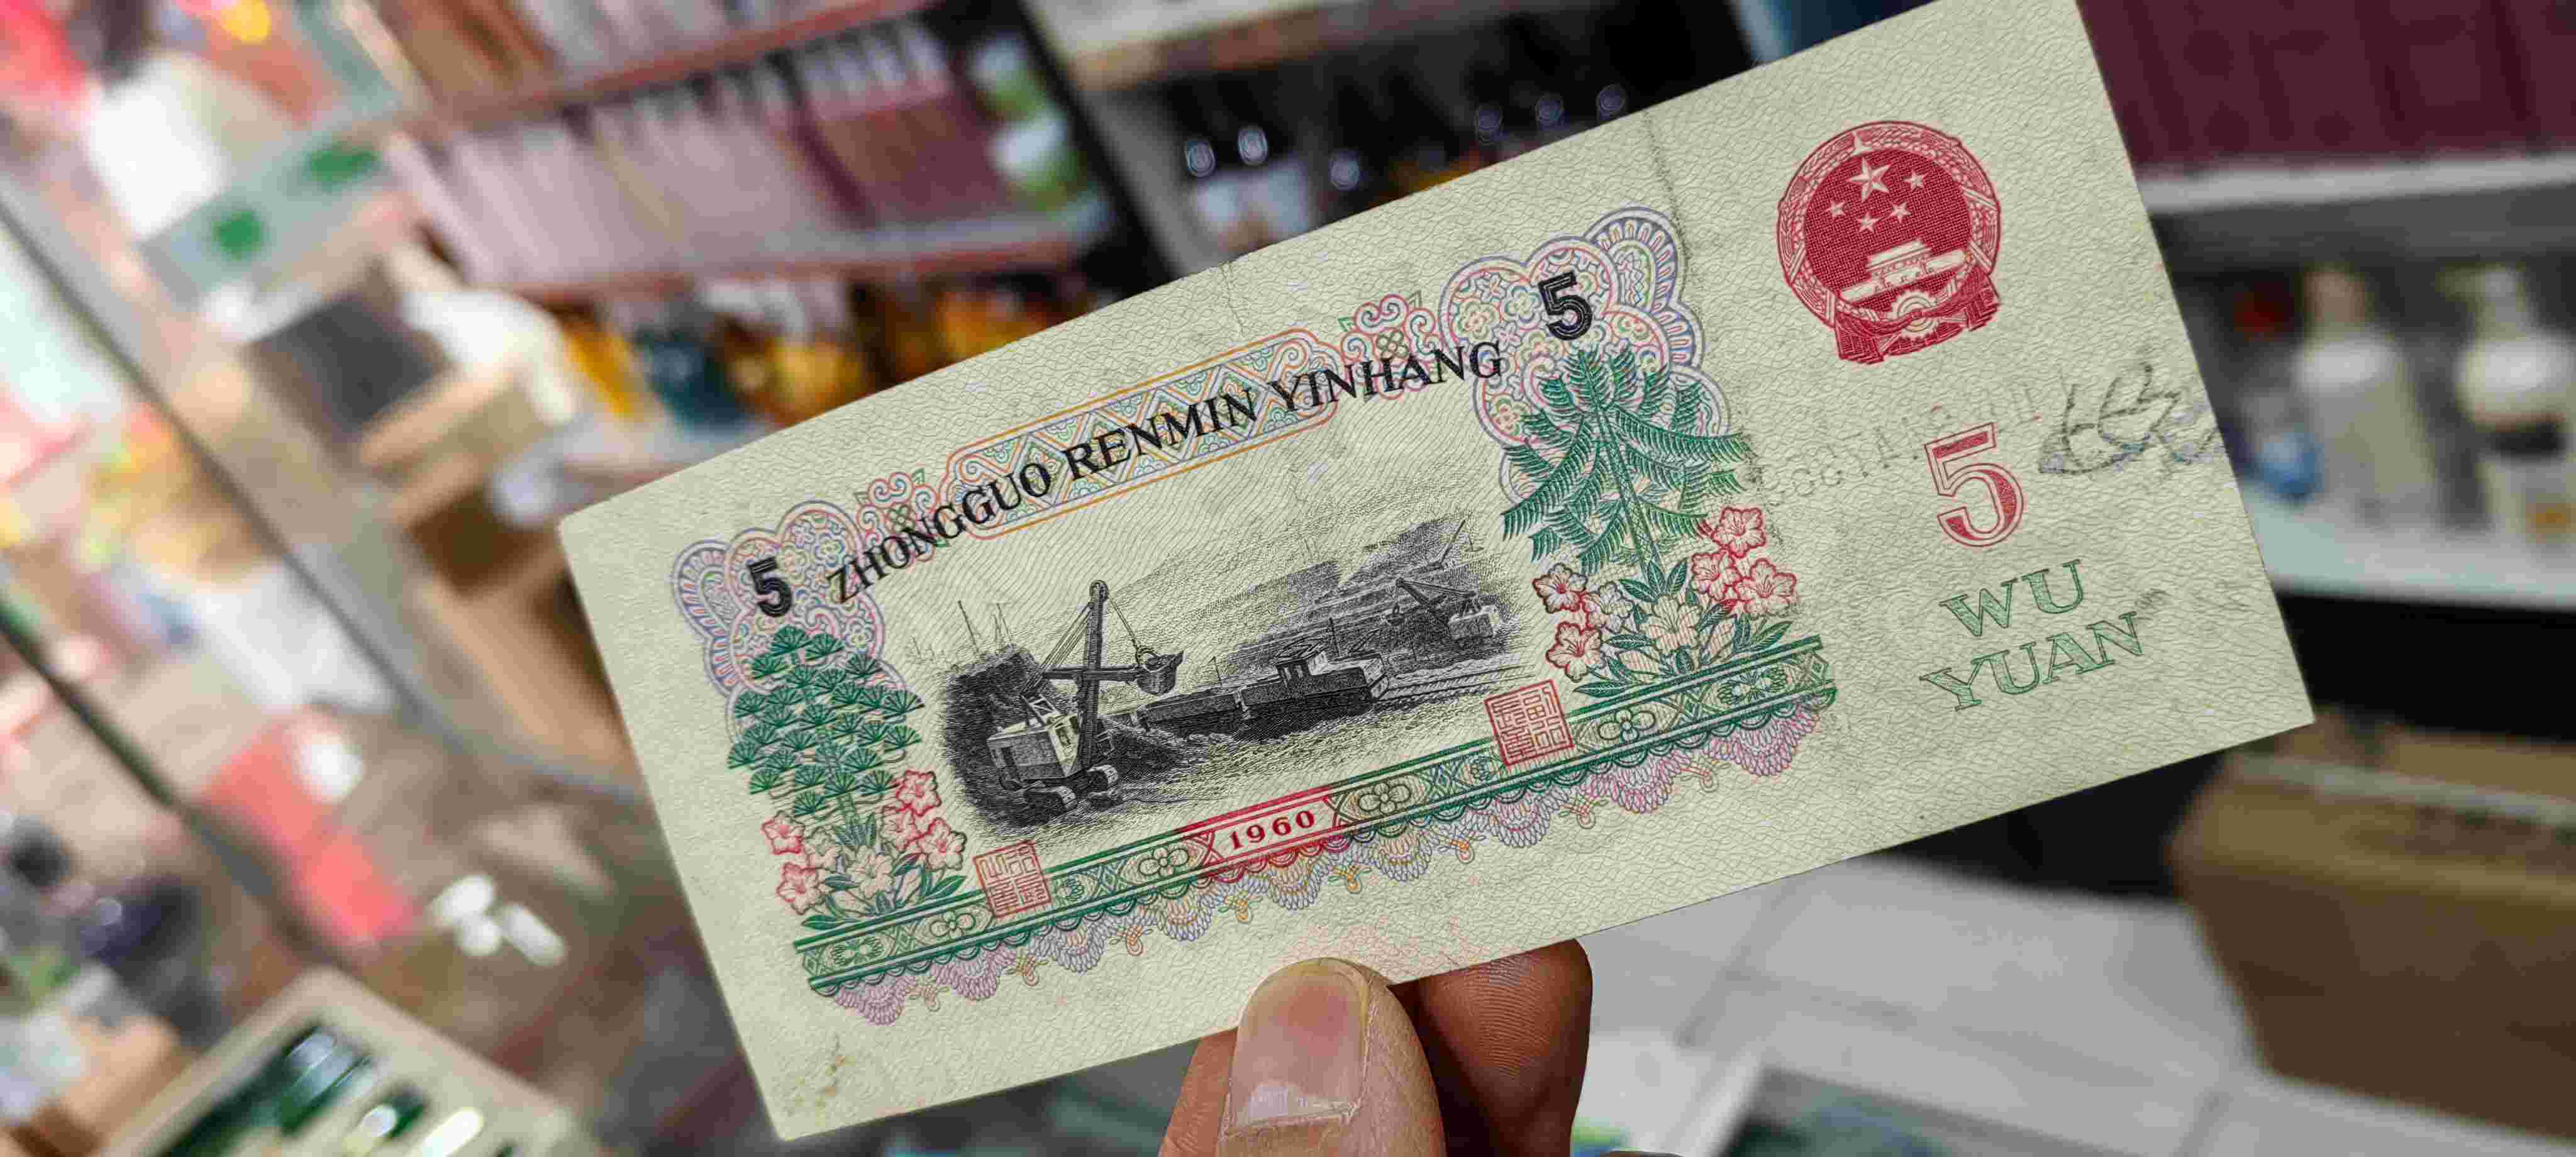 5
ZHONGGUO RENMIN YINHANG
5
1960
5
WU
YUAN